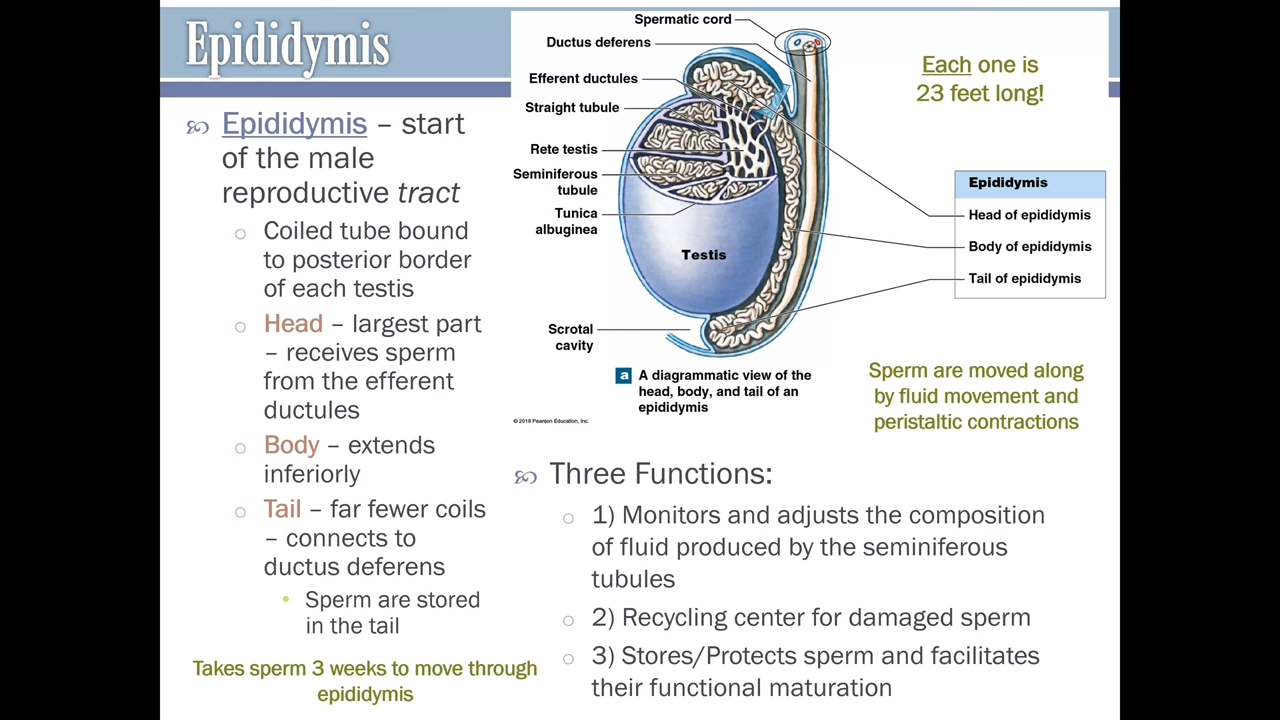 Epididymis
Epididymis – start
of the male
reproductive tract
Coiled tube bound
to posterior border
of each testis
Head – largest part
– receives sperm
from the efferent
ductules
Body – extends
inferiorly
Tail – far fewer coils
– connects to
ductus deferens
Sperm are stored
in the tail
Takes sperm 3 weeks to move through
epididymis
Spermatic cord
Ductus deferens
Efferent ductules
Straight tubule
Rete testis
Seminiferous
tubule
Tunica
albuginea
Testis
Scrotal
cavity
a A diagrammatic view of the
head, body, and tail of an
epididymis
© 2018 Pearson Education, Inc.
Each one is
23 feet long!
Epididymis
Head of epididymis
Body of epididymis
Tail of epididymis
Sperm are moved along
by fluid movement and
peristaltic contractions
Three Functions:
1) Monitors and adjusts the composition
of fluid produced by the seminiferous
tubules
2) Recycling center for damaged sperm
3) Stores/Protects sperm and facilitates
their functional maturation